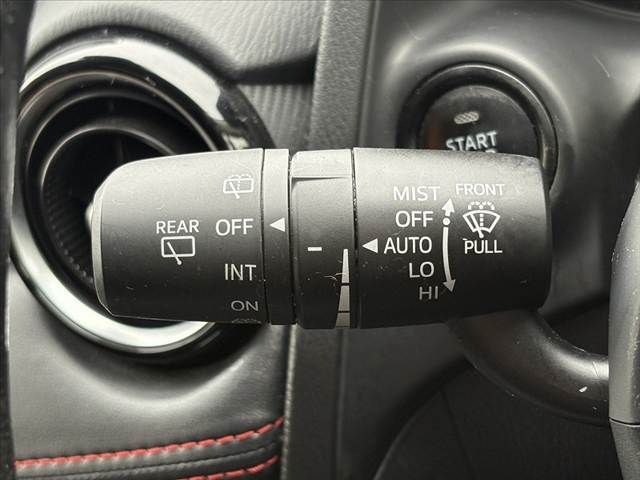 START
REAR
OFF
INT
ON
–
MIST
FRONT
OFF
AUTO
PULL
LO
HI